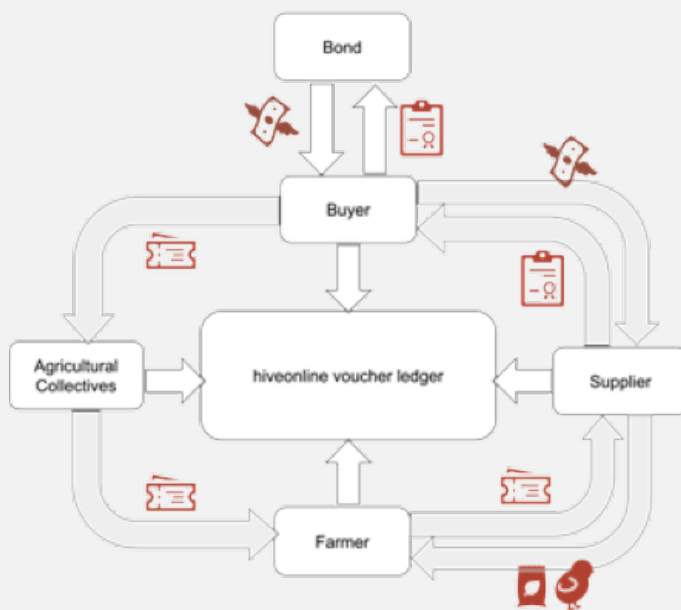 Bond
Buyer
Agricultural
Collectives
hiveonline voucher ledger
Supplier
Farmer